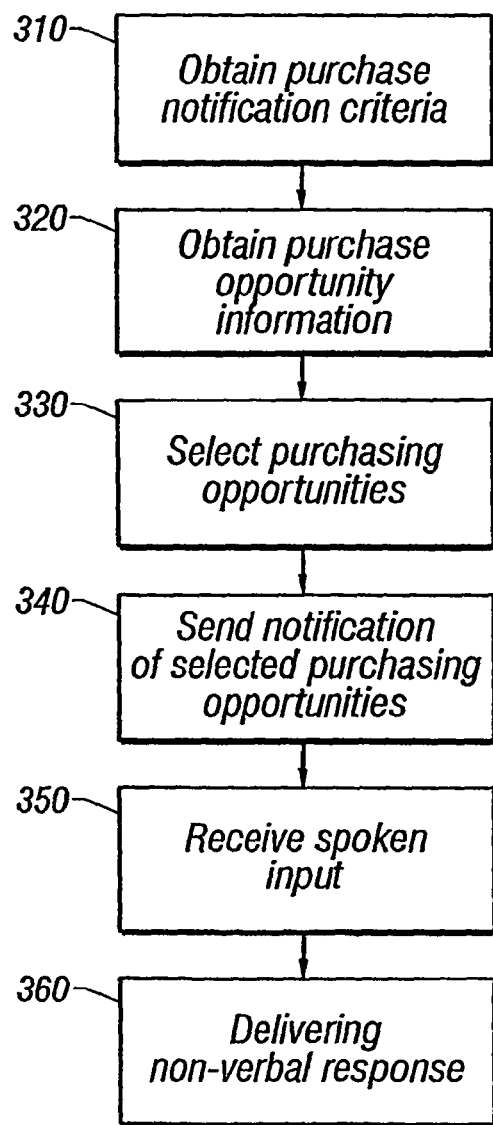 310
Obtain purchase
notification criteria
320
Obtain purchase
opportunity
information
330
Select purchasing
opportunities
340
Send notification
of selected purchasing
opportunities
350
Receive spoken
input
360
Delivering
non-verbal response